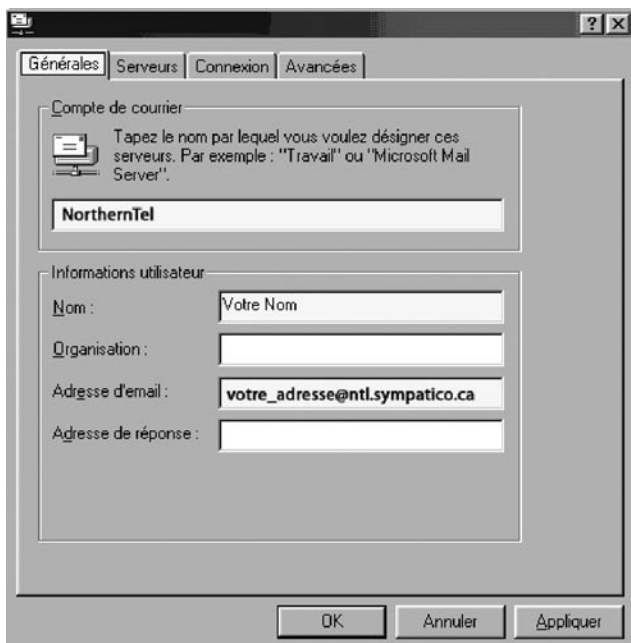 Générales
Serveurs
Connexion
Avancées
Compte de courrier
Tapez le nom par lequel vous voulez désigner ces
serveurs. Par exemple : "Travail" ou "Microsoft Mail
Server".
NorthernTel
Informations utilisateur
Nom : Votre Nom
Organisation :
Adresse d'email : votre_adresse@ntl.sympatico.ca
Adresse de réponse :
OK
Annuler
Appliquer